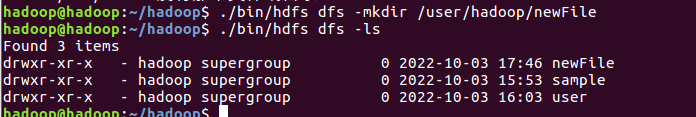 hadoop@hadoop:~/hadoop$ ./bin/hdfs dfs -mkdir /user/hadoop/newFile
hadoop@hadoop:~/hadoop$ ./bin/hdfs dfs -ls
Found 3 items
drwxr-xr-x   - hadoop supergroup          0 2022-10-03 17:46 newFile
drwxr-xr-x   - hadoop supergroup          0 2022-10-03 15:53 sample
drwxr-xr-x   - hadoop supergroup          0 2022-10-03 16:03 user
hadoop@hadoop:~/hadoop$